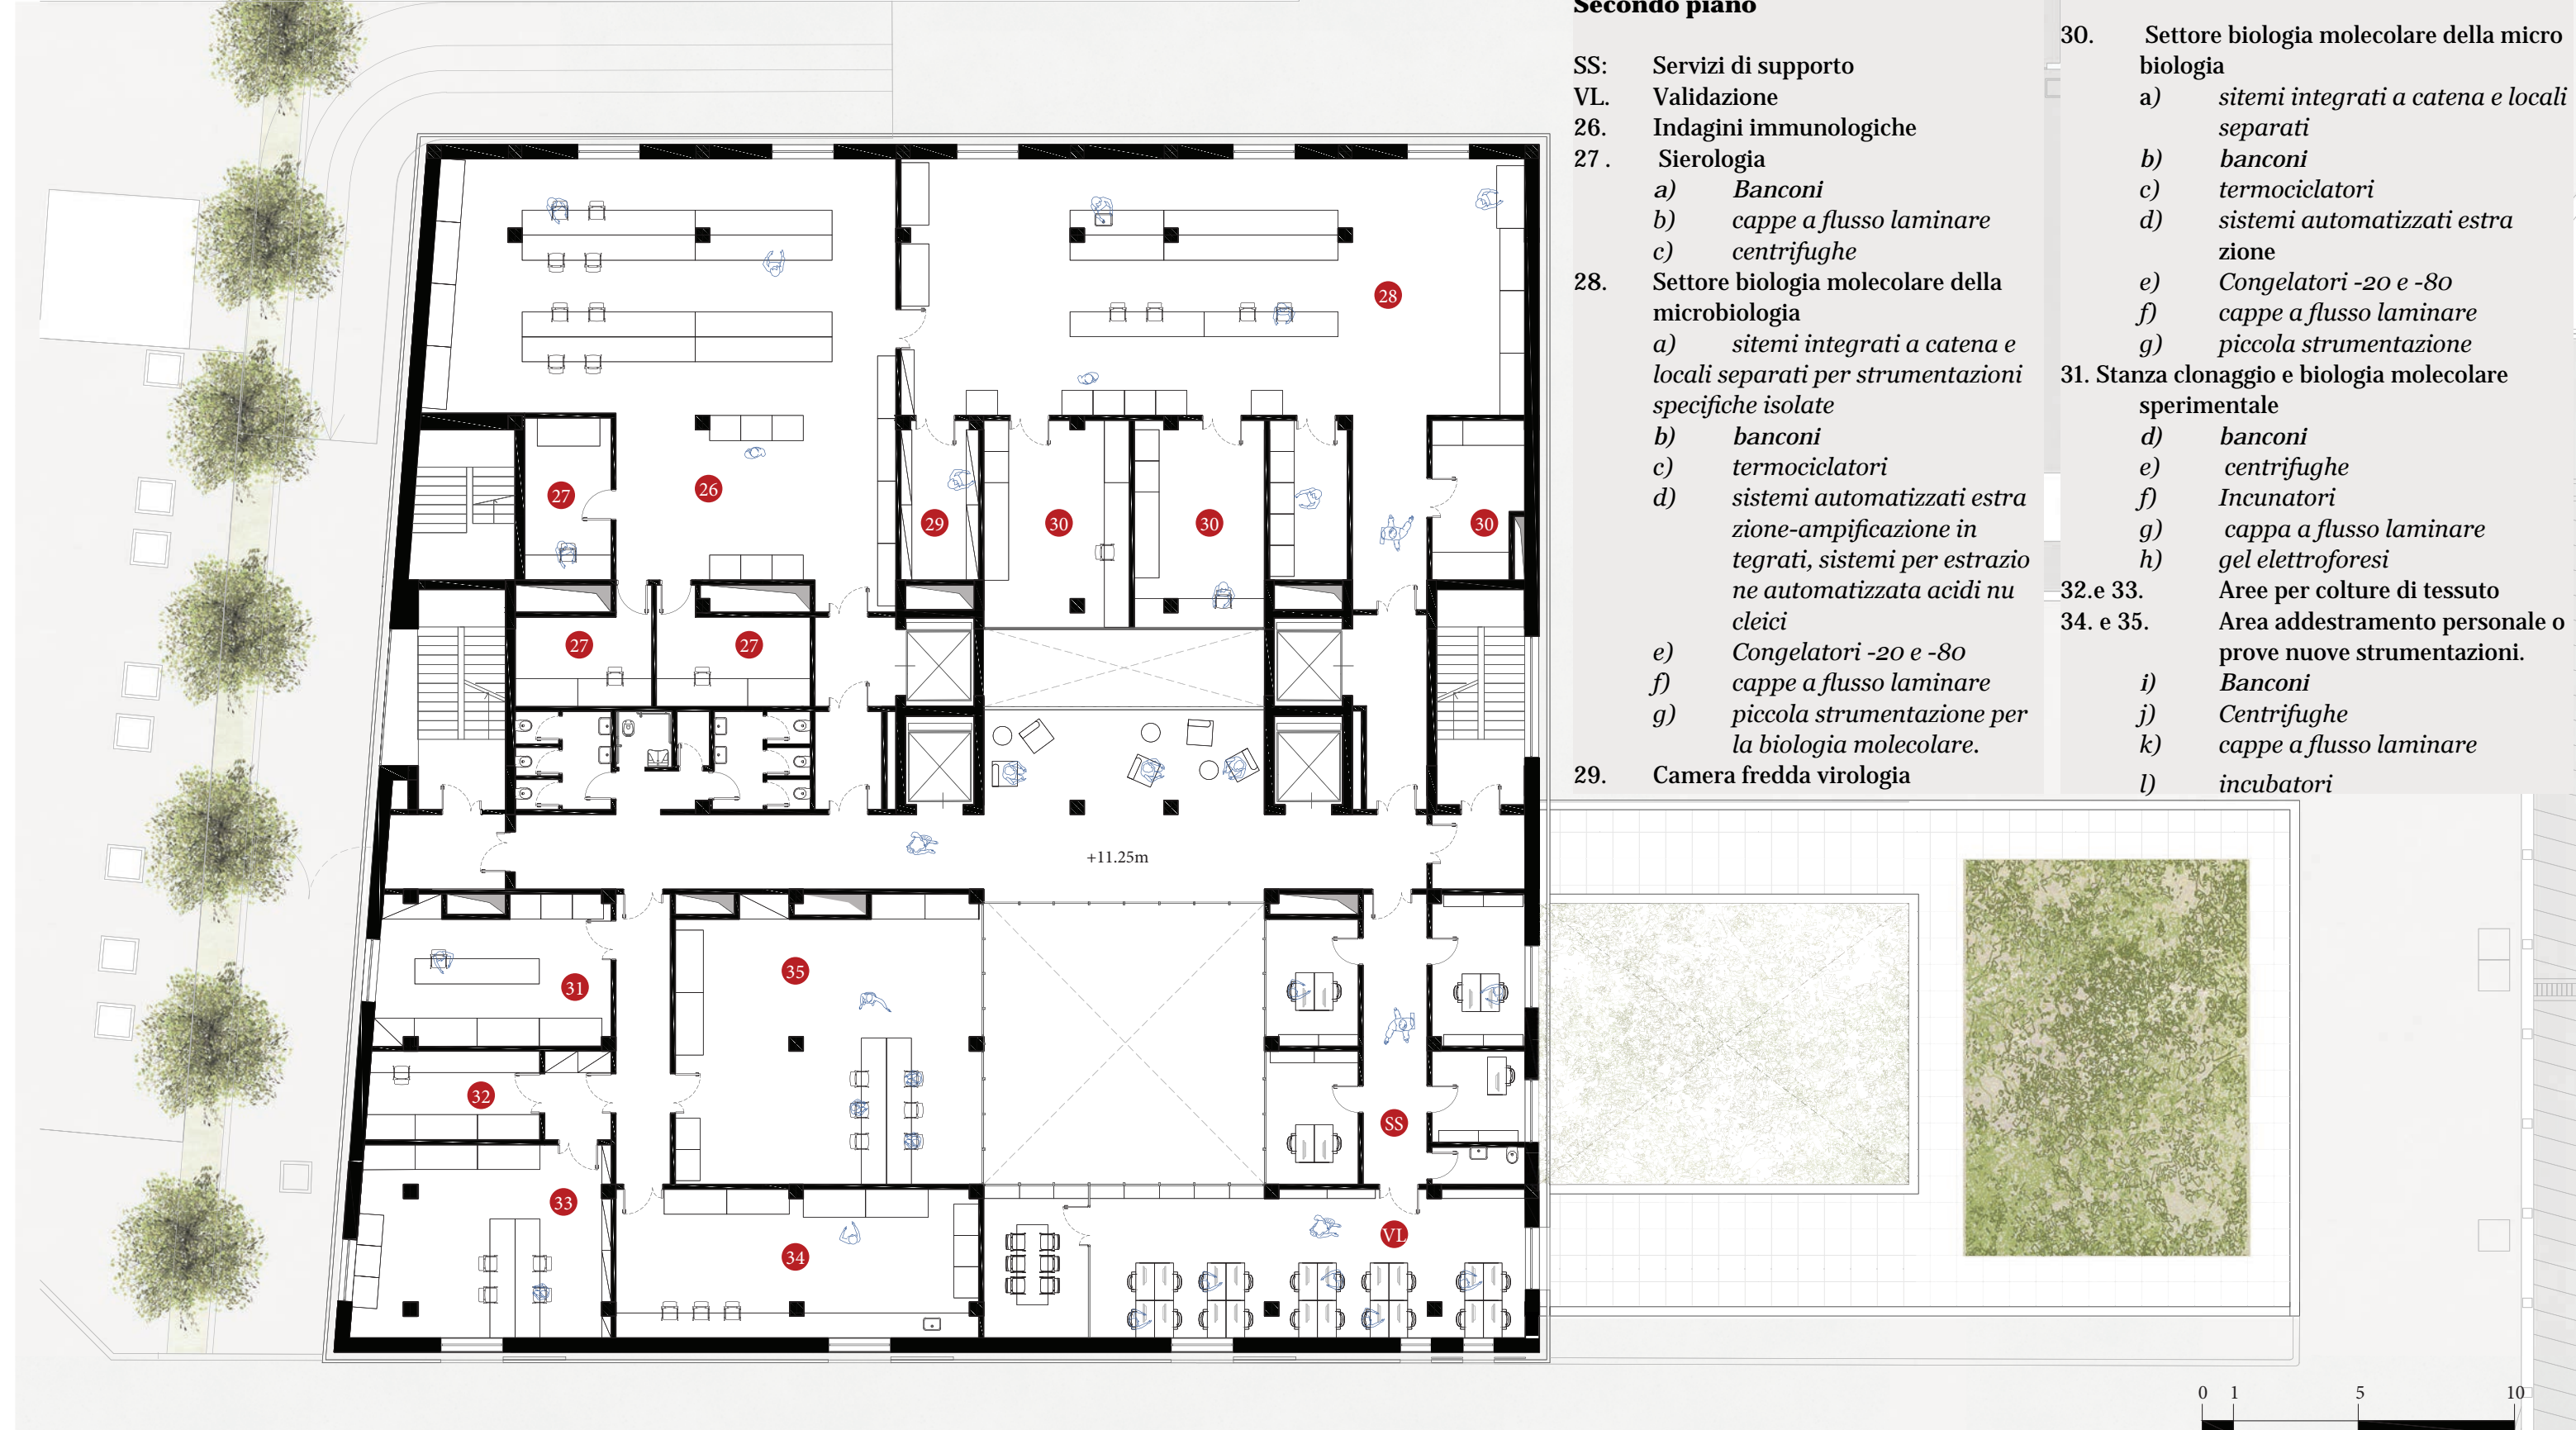 Secondo piano
SS: Servizi di supporto
VL. Validazione
26. Indagini immunologiche
27 . Sierologia
a) Banconi
b) cappe a flusso laminare
c) centrifughe
28. Settore biologia molecolare della
microbiologia
a) sitemi integrati a catena e
locali separati per strumentazioni
specifiche isolate
b) banconi
c) termociclatori
d) sistemi automatizzati estra
zione-ampificazione in
tegrati, sistemi per estrazio
ne automatizzata acidi nu
cleici
e) Congelatori -20 e -80
f) cappe a flusso laminare
g) piccola strumentazione per
la biologia molecolare.
29. Camera fredda virologia
30. Settore biologia molecolare della micro
biologia
a) sitemi integrati a catena e locali
separati
b) banconi
c) termociclatori
d) sistemi automatizzati estra
zione
e) Congelatori -20 e -80
f) cappe a flusso laminare
g) piccola strumentazione
31. Stanza clonaggio e biologia molecolare
sperimentale
d) banconi
e) centrifughe
f) Incunatori
g) cappa a flusso laminare
h) gel elettroforesi
32.e 33. Aree per colture di tessuto
34. e 35. Area addestramento personale o
prove nuove strumentazioni.
i) Banconi
j) Centrifughe
k) cappe a flusso laminare
l) incubatori
28
27
26
29
30
30
30
27
27
+11.25m
35
31
32
SS
33
VL
34
0 1 5 10